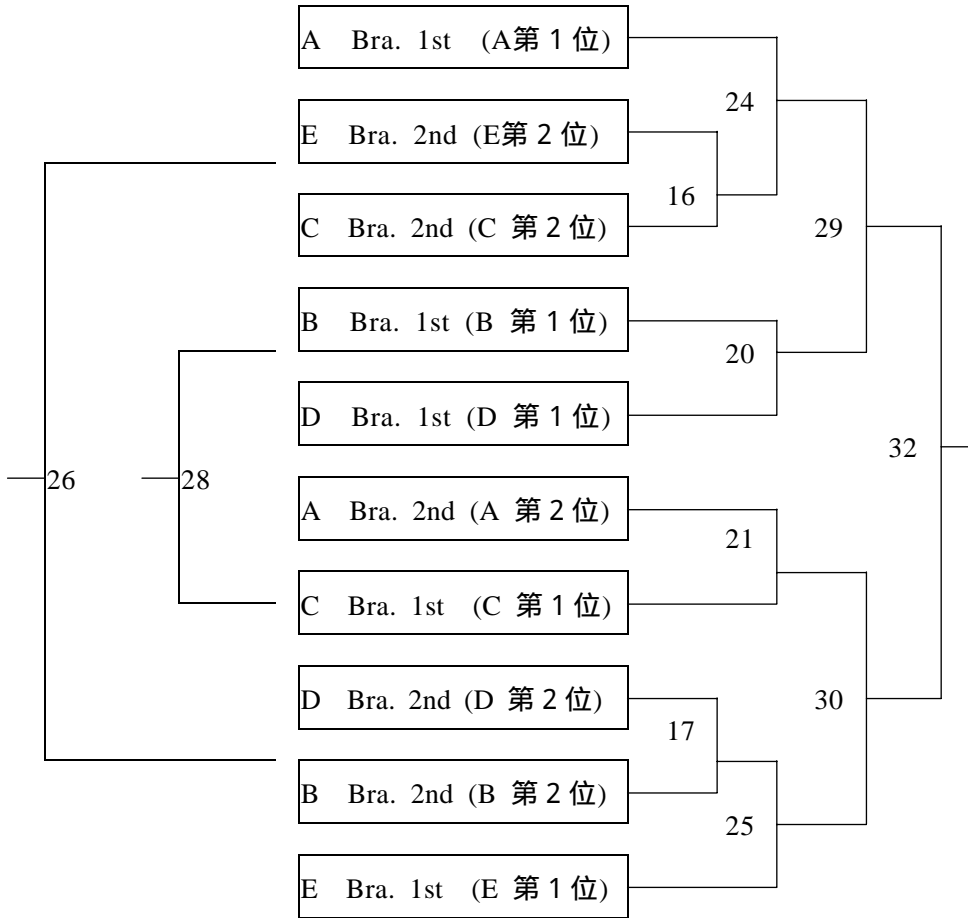 A Bra. 1st (A第 1 位)
24
E Bra. 2nd (E第 2 位)
16
C Bra. 2nd (C 第 2 位)
29
B Bra. 1st (B 第 1 位)
20
D Bra. 1st (D 第 1 位)
32
26
28
A Bra. 2nd (A 第 2 位)
21
C Bra. 1st (C 第 1 位)
D Bra. 2nd (D 第 2 位)
30
17
B Bra. 2nd (B 第 2 位)
25
E Bra. 1st (E 第 1 位)